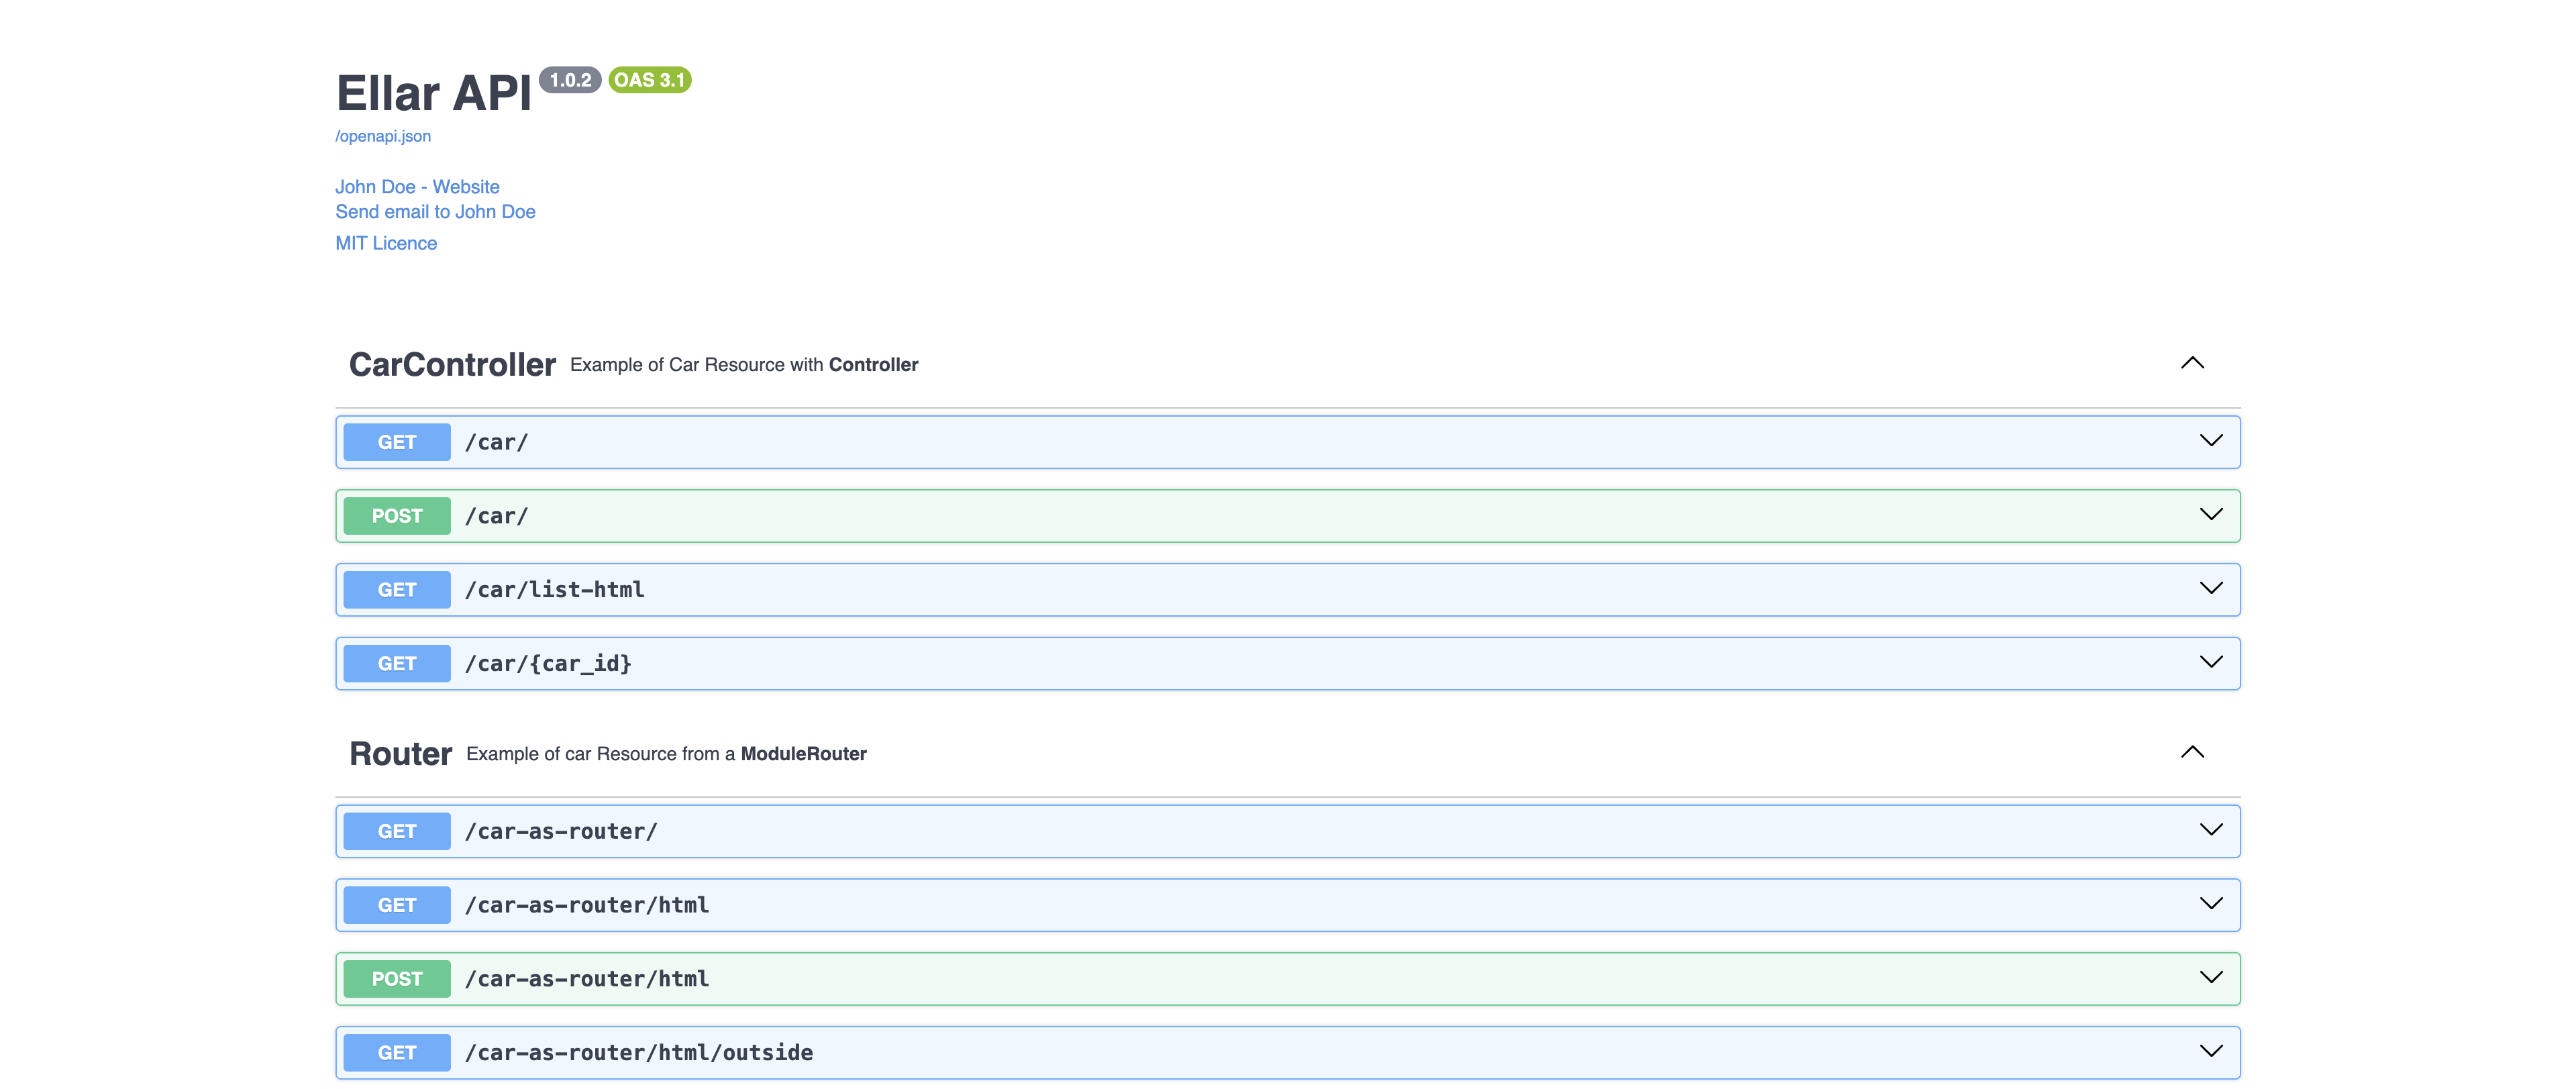 Ellar API 1.0.2 OAS 3.1
/openapi.json
John Doe - Website
Send email to John Doe
MIT Licence
CarController Example of Car Resource with Controller
GET /car/
POST /car/
GET /car/list-html
GET /car/{car_id}
Router Example of car Resource from a ModuleRouter
GET /car-as-router/
GET /car-as-router/html
POST /car-as-router/html
GET /car-as-router/html/outside